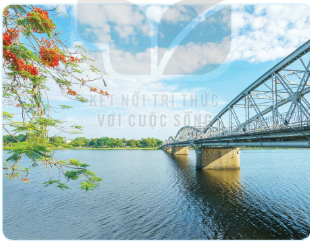 KẾT NỐI TRI THỨC
VỚI CUỘC SỐNG